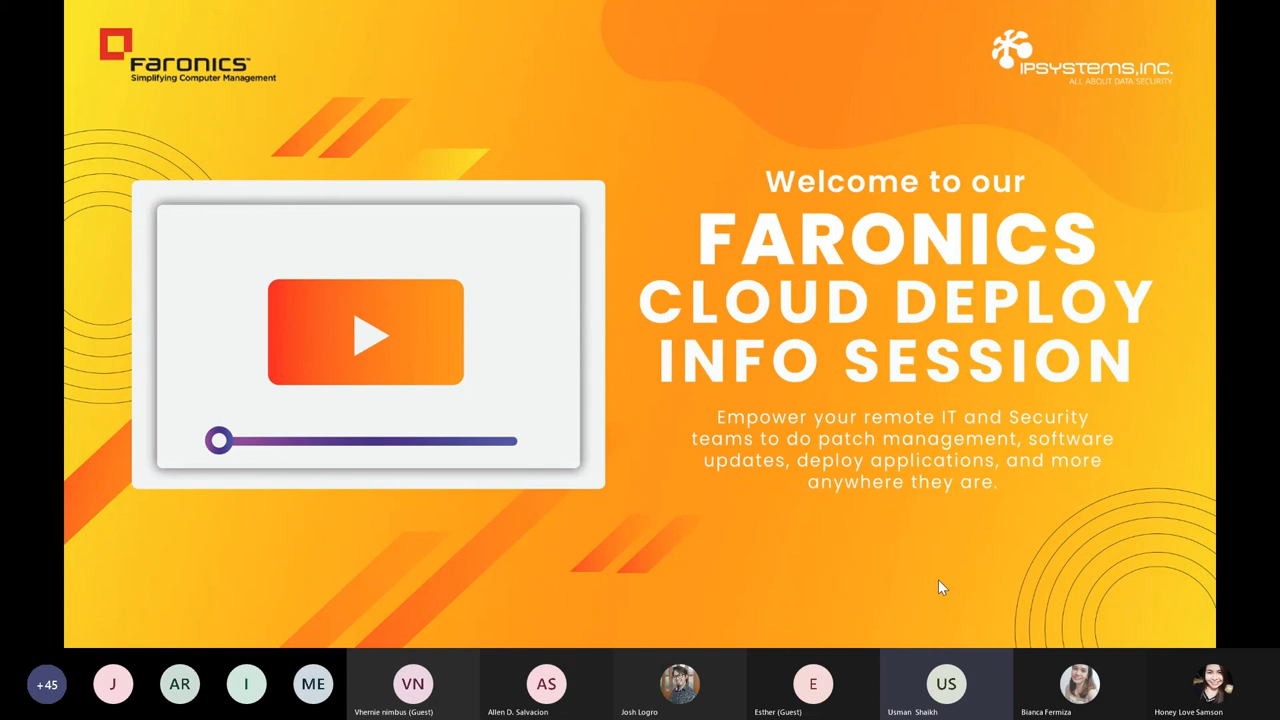 FARONICS™
Simplifying Computer Management
IPSYSTEMS,INC.
ALL ABOUT DATA SECURITY
Welcome to our
FARONICS
CLOUD DEPLOY
INFO SESSION
Empower your remote IT and Security
teams to do patch management, software
updates, deploy applications, and more
anywhere they are.
+45
J
AR
I
ME
VN
AS
E
US
Vhernie nimbus (Guest)
Allen D. Salvacion
Josh Logro
Esther (Guest)
Usman Shaikh
Bianca Fermiza
Honey Love Samson